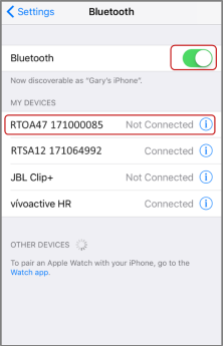 Settings
Bluetooth
Bluetooth
Now discoverable as "Gary's iPhone".
MY DEVICES
RTOA47 171000085 Not Connected
RTSA12 171064992 Connected
JBL Clip+ Not Connected
vívoactive HR Connected
OTHER DEVICES
To pair an Apple Watch with your iPhone, go to the
Watch app.